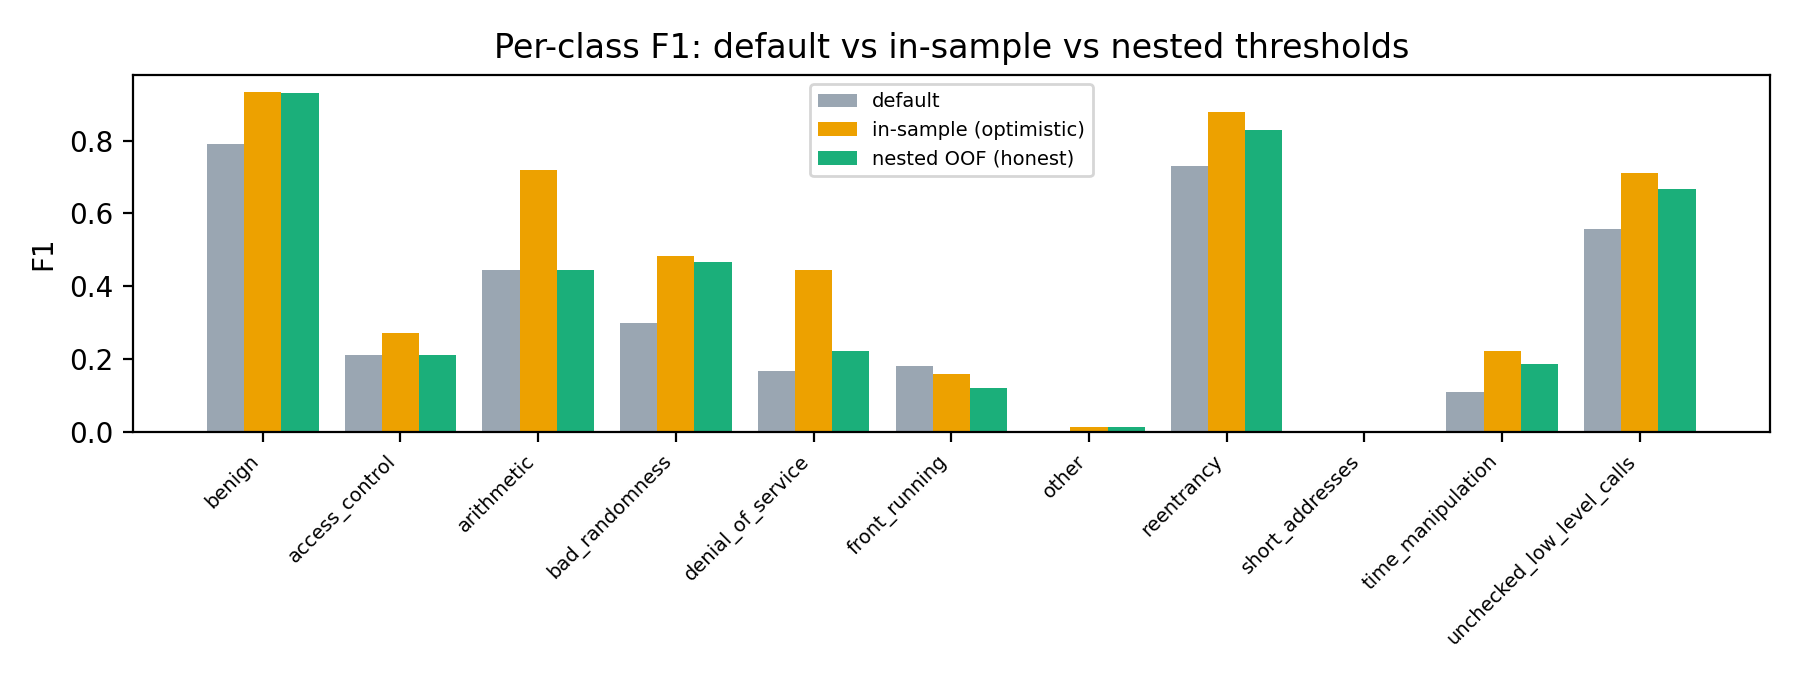 Per-class F1: default vs in-sample vs nested thresholds
default
in-sample (optimistic)
nested OOF (honest)
F1
0.8
0.6
0.4
0.2
0.0
benign
access_control
arithmetic
bad_randomness
denial_of_service
front_running
other
reentrancy
short_addresses
time_manipulation
unchecked_low_level_calls